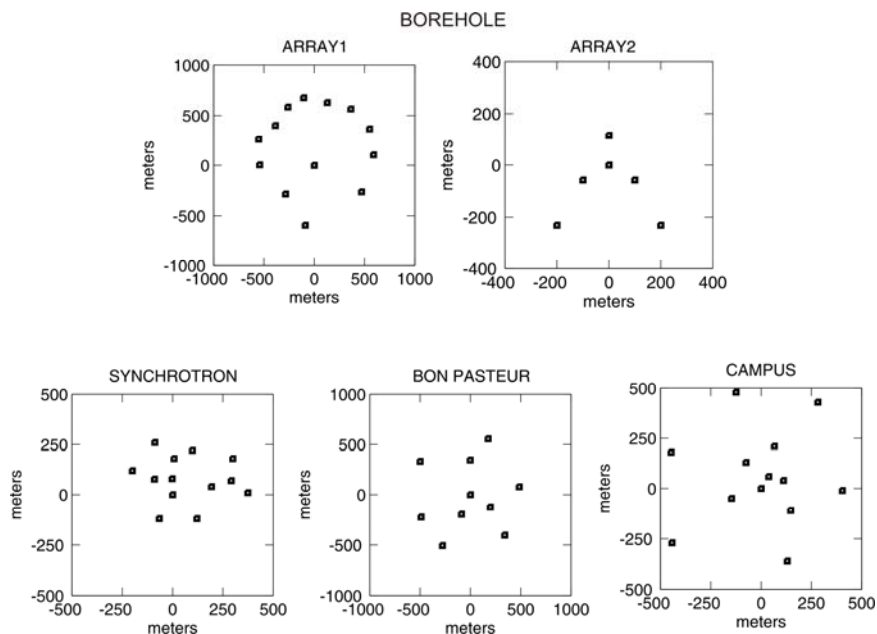 BOREHOLE
ARRAY1
1000
500
0
-500
-1000
meters
-1000 -500 0 500 1000
meters
ARRAY2
400
200
0
-200
-400
meters
-400 -200 0 200 400
meters
SYNCHROTRON
500
250
0
-250
-500
meters
-500 -250 0 250 500
meters
BON PASTEUR
1000
500
0
-500
-1000
meters
-1000 -500 0 500 1000
meters
CAMPUS
500
250
0
-250
-500
meters
-500 -250 0 250 500
meters